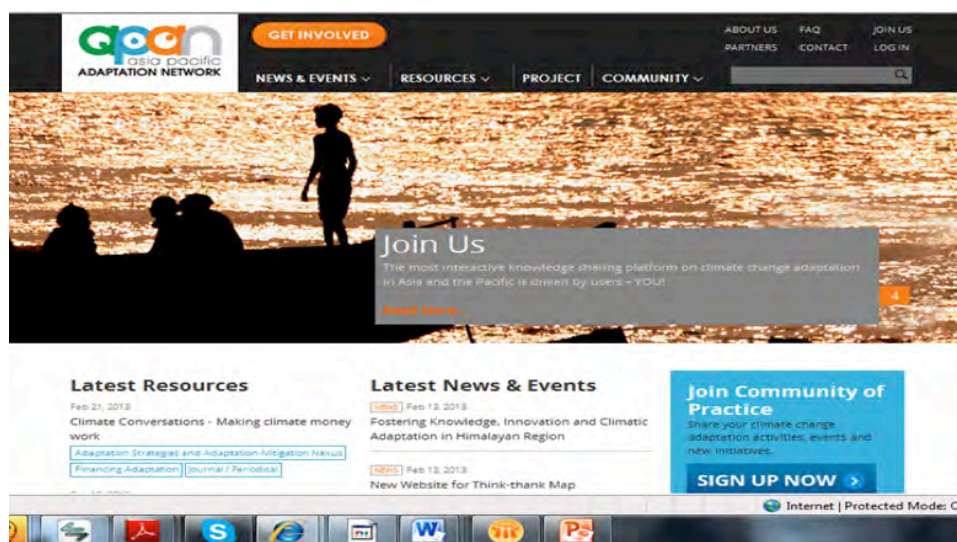 apan
asia pacific
ADAPTATION NETWORK
GET INVOLVED
ABOUT US FAQ JOIN US
PARTNERS CONTACT LOG IN
NEWS & EVENTS RESOURCES PROJECT COMMUNITY
Join Us
The most interactive knowledge sharing platform on climate change adaptation
in Asia and the Pacific is driven by users - YOU!
Read More
4
Latest Resources
Feb 21, 2013
Climate Conversations - Making climate money
work
Adaptation Strategies and Adaptation-Mitigation Nexus
Financing Adaptation Journal / Periodical
Latest News & Events
NEWS Feb 13, 2013
Fostering Knowledge, Innovation and Climatic
Adaptation in Himalayan Region
NEWS Feb 13, 2013
New Website for Think-thank Map
Join Community of
Practice
Share your climate change
adaptation activities, events and
new initiatives.
SIGN UP NOW
Internet | Protected Mode: O